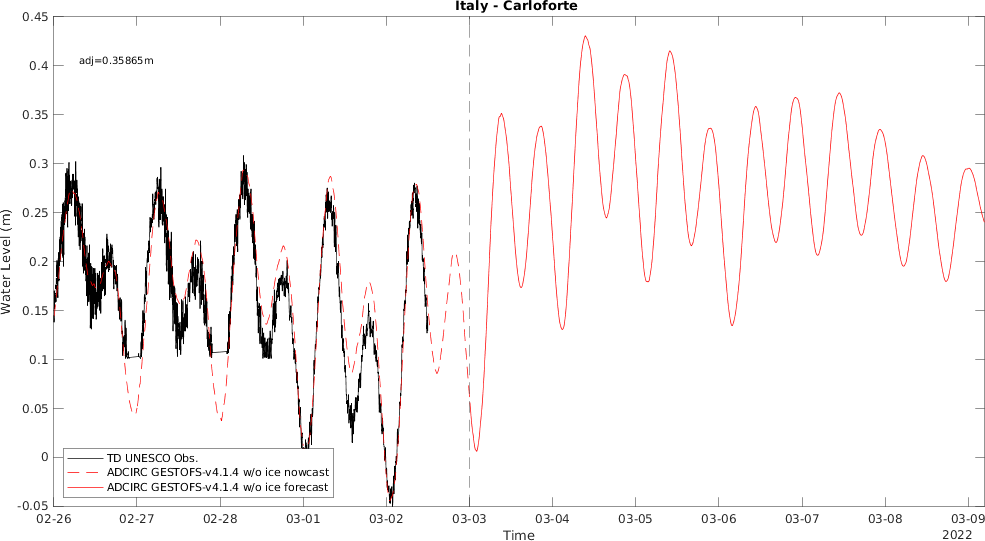 Italy - Carloforte
adj=0.35865m
0.45
0.4
0.35
0.3
0.25
0.2
0.15
0.1
0.05
0
-0.05
Water Level (m)
TD UNESCO Obs.
ADCIRC GESTOFS-v4.1.4 w/o ice nowcast
ADCIRC GESTOFS-v4.1.4 w/o ice forecast
02-26 02-27 02-28 03-01 03-02 03-03 03-04 03-05 03-06 03-07 03-08 03-09
Time
2022